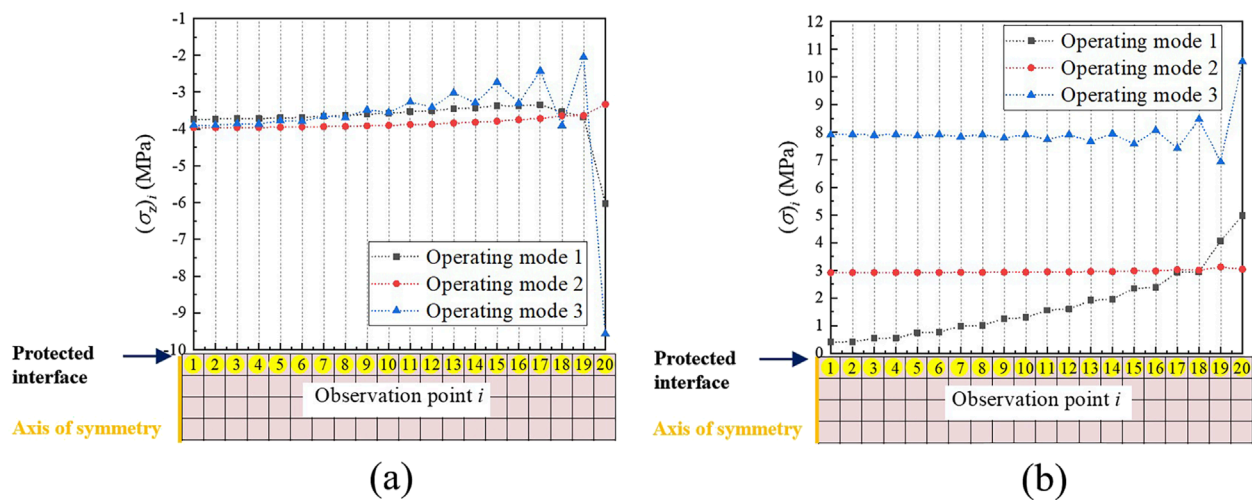 -1
-2
-3
-4
-5
-6
-7
-8
-9
-10
(σz)i (MPa)
Operating mode 1
Operating mode 2
Operating mode 3
Protected
interface
1 2 3 4 5 6 7 8 9 10 11 12 13 14 15 16 17 18 19 20
Observation point i
Axis of symmetry
(a)
12
11
10
9
8
7
6
5
4
3
2
1
0
(σ)i (MPa)
Operating mode 1
Operating mode 2
Operating mode 3
Protected
interface
1 2 3 4 5 6 7 8 9 10 11 12 13 14 15 16 17 18 19 20
Observation point i
Axis of symmetry
(b)